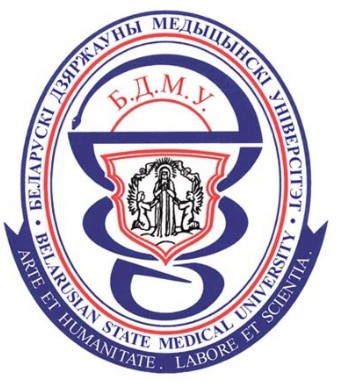 · БЕЛАРУСКІ ДЗЯРЖАЎНЫ МЕДЫЦЫНСКІ УНІВЕРСІТЭТ ·
Б.Д.М.У.
BELARUSIAN STATE MEDICAL UNIVERSITY
ARTE ET HUMANITATE. LABORE ET SCIENTIA.